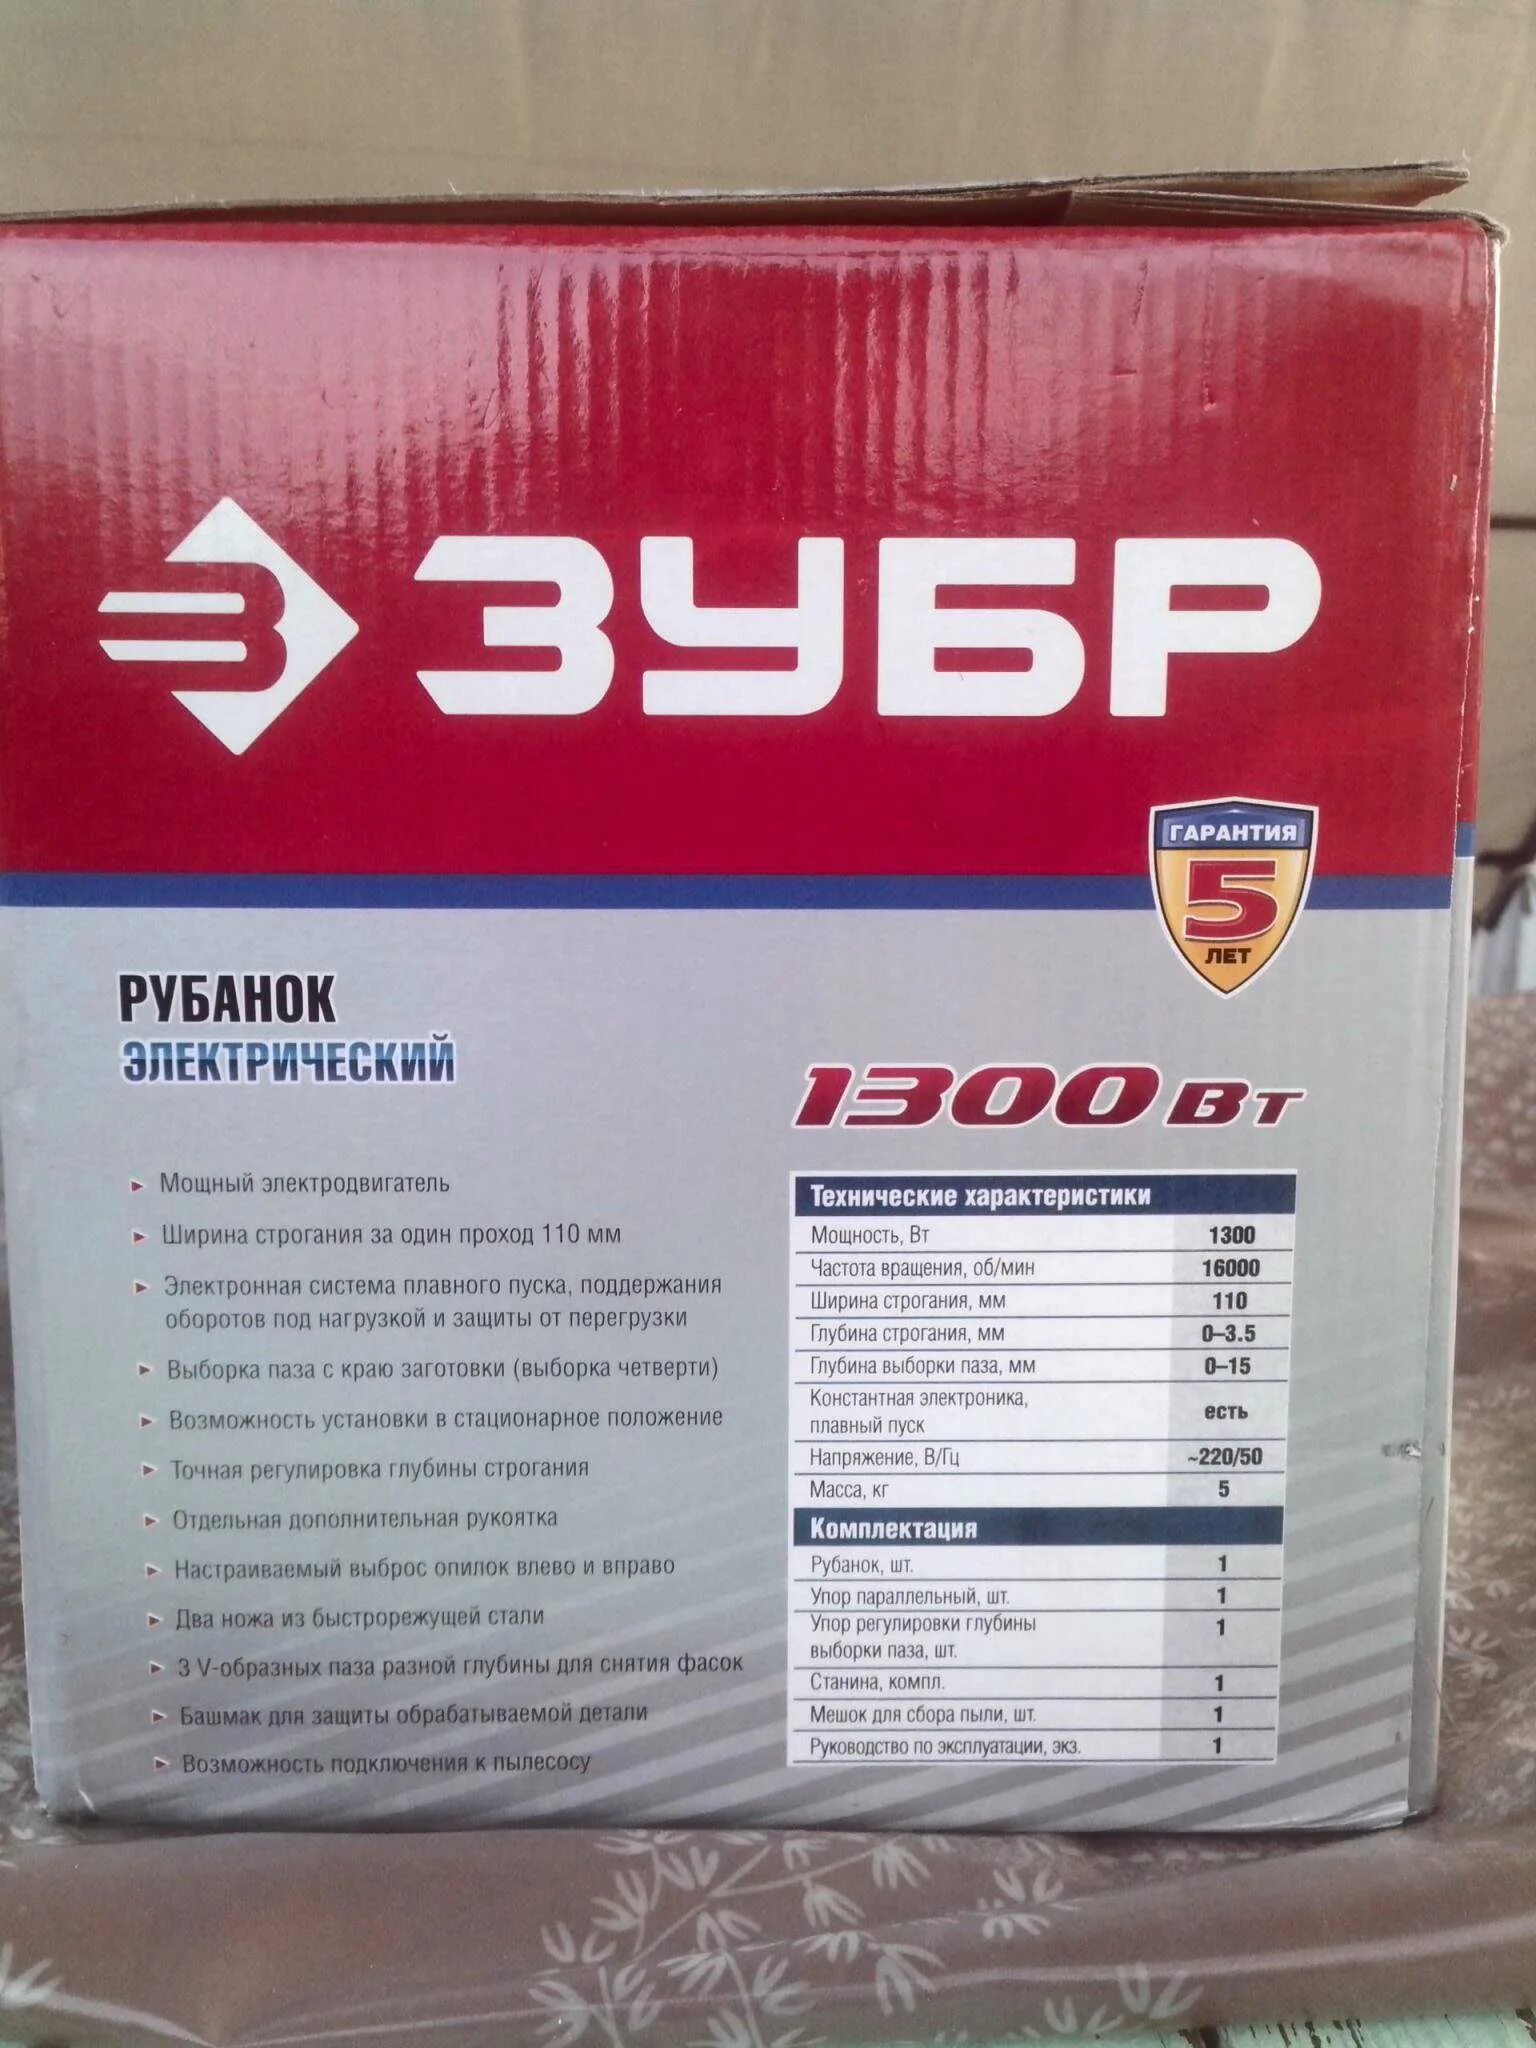 ЗУБР
ГАРАНТИЯ
5
ЛЕТ
РУБАНОК
ЭЛЕКТРИЧЕСКИЙ
1300 Вт
Мощный электродвигатель
Ширина строгания за один проход 110 мм
Электронная система плавного пуска, поддержания
оборотов под нагрузкой и защиты от перегрузки
Выборка паза с краю заготовки (выборка четверти)
Возможность установки в стационарное положение
Точная регулировка глубины строгания
Отдельная дополнительная рукоятка
Настраиваемый выброс опилок влево и вправо
Два ножа из быстрорежущей стали
3 V-образных паза разной глубины для снятия фасок
Башмак для защиты обрабатываемой детали
Возможность подключения к пылесосу
Технические характеристики
Мощность, Вт 1300
Частота вращения, об/мин 16000
Ширина строгания, мм 110
Глубина строгания, мм 0–3.5
Глубина выборки паза, мм 0–15
Константная электроника,
плавный пуск есть
Напряжение, В/Гц ~220/50
Масса, кг 5
Комплектация
Рубанок, шт. 1
Упор параллельный, шт. 1
Упор регулировки глубины 1
выборки паза, шт.
Станина, компл. 1
Мешок для сбора пыли, шт. 1
Руководство по эксплуатации, экз. 1